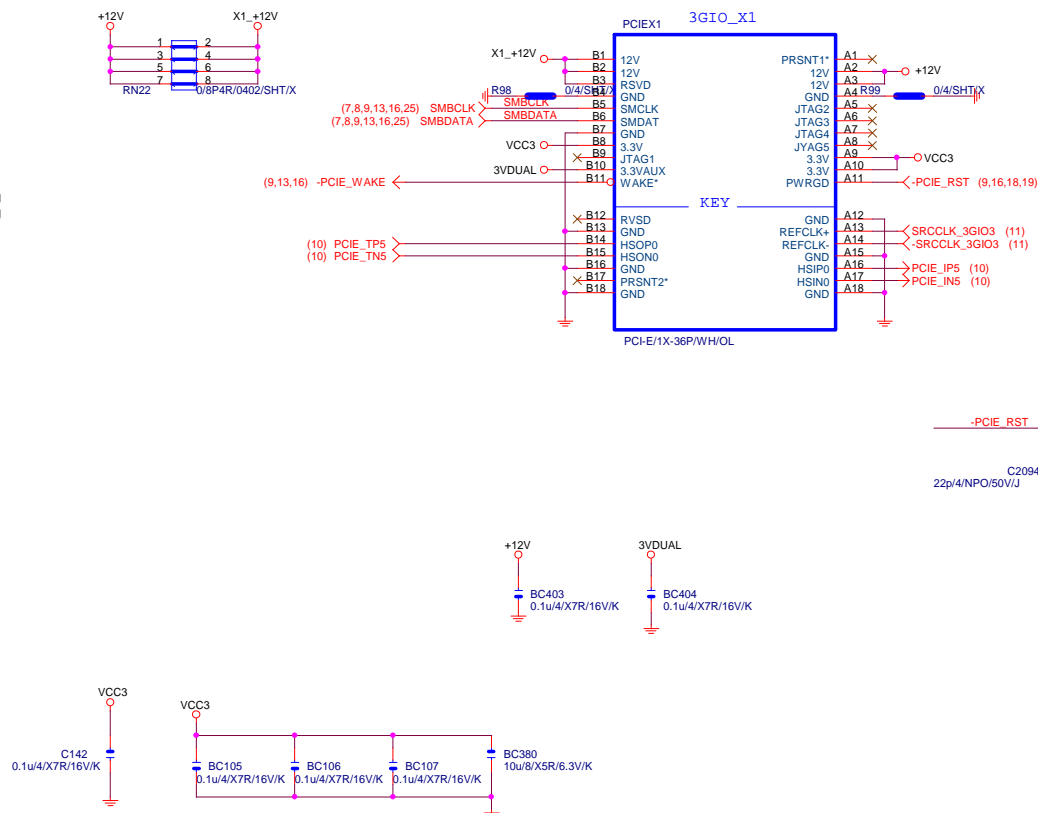 3GIO_X1
PCIEX1
+12V
X1_+12V
1 2
3 4
5 6
7 8
RN22 0/8P4R/0402/SHT/X
X1_+12V
B1 12V
B2 12V
B3 RSVD
B4 GND
B5 SMCLK
B6 SMDAT
B7 GND
B8 3.3V
B9 JTAG1
B10 3.3VAUX
B11 WAKE*
KEY
B12 RVSD
B13 GND
B14 HSOP0
B15 HSON0
B16 GND
B17 PRSNT2*
B18 GND
R98 0/4/SHT/X
(7,8,9,13,16,25) SMBCLK SMBCLK
(7,8,9,13,16,25) SMBDATA SMBDATA
VCC3
3VDUAL
(9,13,16) -PCIE_WAKE
(10) PCIE_TP5
(10) PCIE_TN5
PRSNT1* A1
12V A2
12V A3
GND A4
JTAG2 A5
JTAG3 A6
JTAG4 A7
JYAG5 A8
3.3V A9
3.3V A10
PWRGD A11
GND A12
REFCLK+ A13
REFCLK- A14
GND A15
HSIP0 A16
HSIN0 A17
GND A18
+12V
R99 0/4/SHT/X
VCC3
-PCIE_RST (9,16,18,19)
SRCCLK_3GIO3 (11)
-SRCCLK_3GIO3 (11)
PCIE_IP5 (10)
PCIE_IN5 (10)
PCI-E/1X-36P/WH/OL
-PCIE_RST
C2094
22p/4/NPO/50V/J
+12V
BC403
0.1u/4/X7R/16V/K
3VDUAL
BC404
0.1u/4/X7R/16V/K
VCC3
C142
0.1u/4/X7R/16V/K
VCC3
BC105
0.1u/4/X7R/16V/K
BC106
0.1u/4/X7R/16V/K
BC107
0.1u/4/X7R/16V/K
BC380
10u/8/X5R/6.3V/K